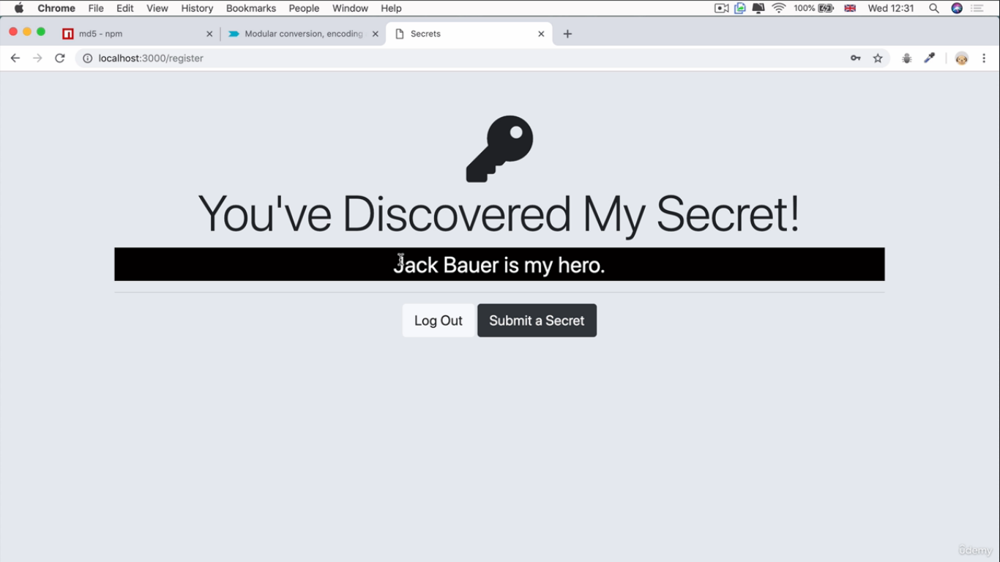 Chrome File Edit View History Bookmarks People Window Help 100% Wed 12:31
md5 - npm Modular conversion, encoding Secrets
localhost:3000/register
You've Discovered My Secret!
Jack Bauer is my hero.
Log Out Submit a Secret
ûdemy